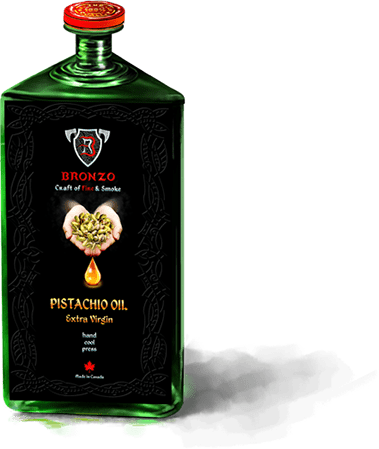 BRONZO
Craft of Fire & Smoke
PISTACHIO OIL
Extra Virgin
hand
cool
press
Made in Canada